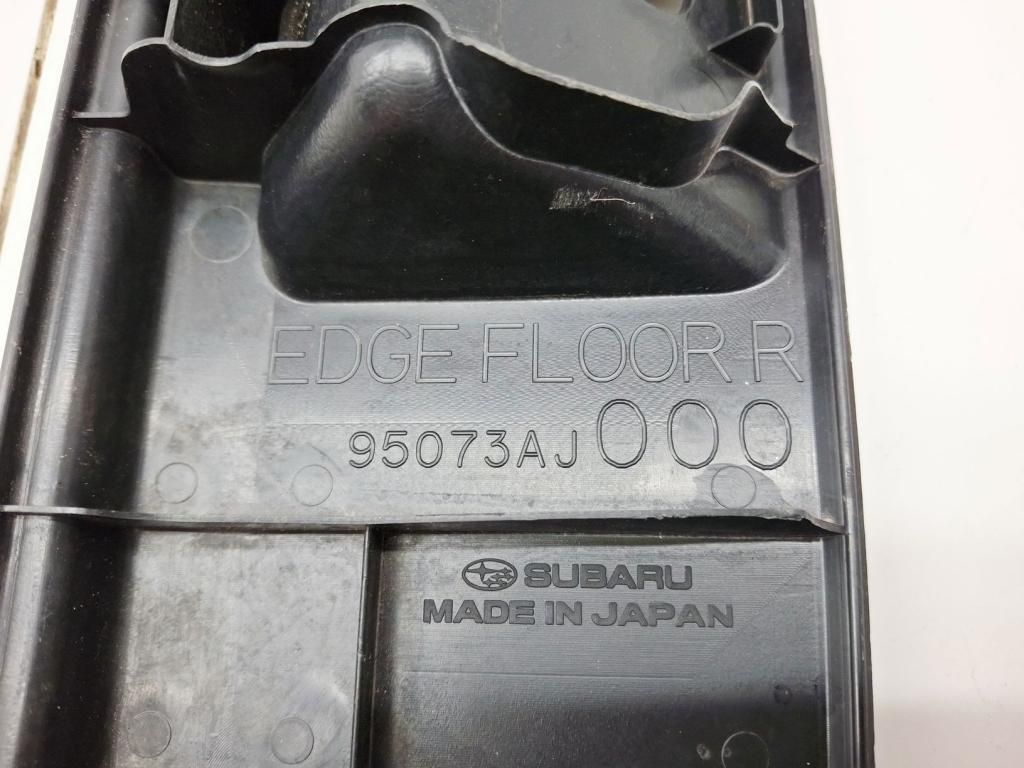 EDGE FLOOR R
95073AJ000
SUBARU
MADE IN JAPAN